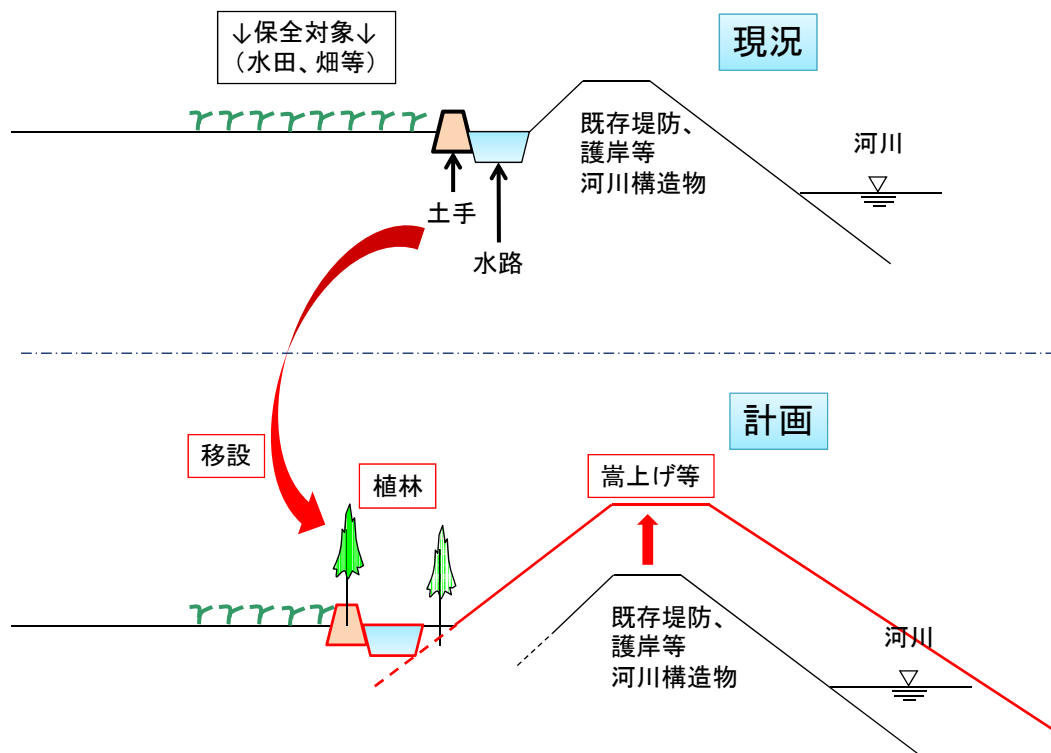 ↓保全対象↓
（水田、畑等）
現況
既存堤防、
護岸等
河川構造物
河川
土手
水路
計画
移設
植林
嵩上げ等
既存堤防、
護岸等
河川構造物
河川